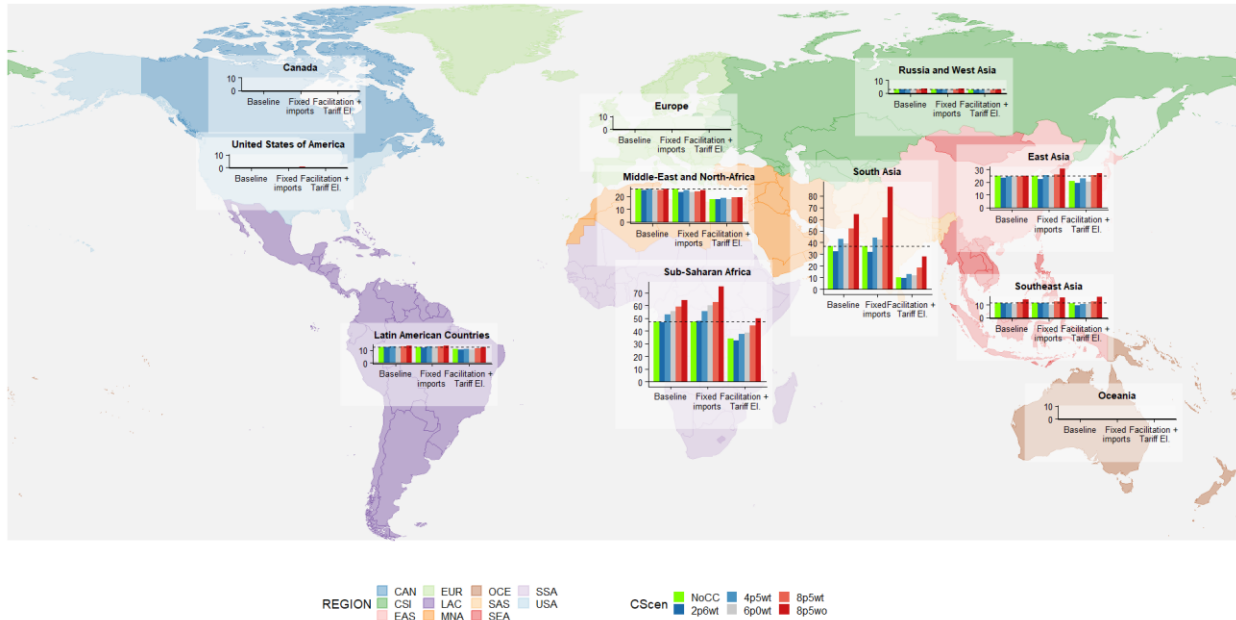 Canada
10
0
Baseline Fixed Facilitation +
imports Tariff El.
United States of America
10
0
Baseline Fixed Facilitation +
imports Tariff El.
Europe
10
0
Baseline Fixed Facilitation +
imports Tariff El.
Russia and West Asia
10
0
Baseline Fixed Facilitation +
imports Tariff El.
Middle-East and North-Africa
20
10
0
Baseline Fixed Facilitation +
imports Tariff El.
South Asia
80
70
60
50
40
30
20
10
0
Baseline Fixed Facilitation +
imports Tariff El.
East Asia
30
20
10
0
Baseline Fixed Facilitation +
imports Tariff El.
Sub-Saharan Africa
70
60
50
40
30
20
10
0
Baseline Fixed Facilitation +
imports Tariff El.
Southeast Asia
10
0
Baseline Fixed Facilitation +
imports Tariff El.
Latin American Countries
10
0
Baseline Fixed Facilitation +
imports Tariff El.
Oceania
10
0
Baseline Fixed Facilitation +
imports Tariff El.
REGION
CAN EUR OCE SSA
CSI LAC SAS USA
EAS MNA SEA
CScen
NoCC 4p5wt 8p5wt
2p6wt 6p0wt 8p5wo